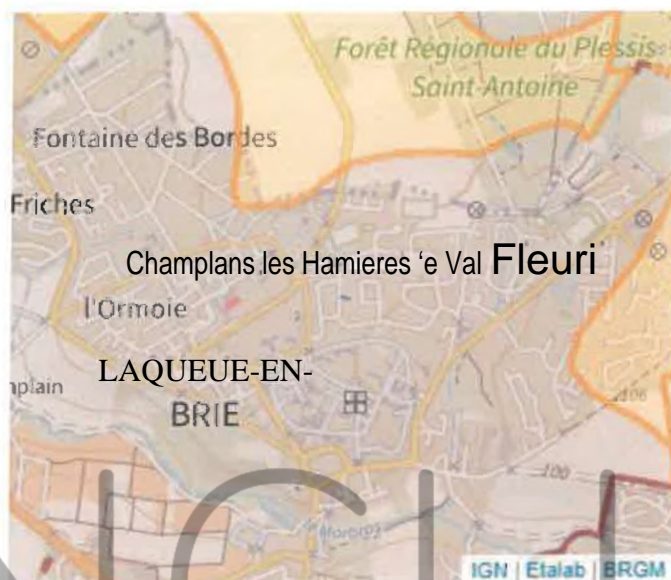 Forêt Régionale du Plessis-
Saint-Antoine
Fontaine des Bordes
Friches
Champlans les Hamieres ‘e Val Fleuri
l'Ormoie
LAQUEUE-EN-
nplain
BRIE
106
100
IGN | Etalab | BRGM